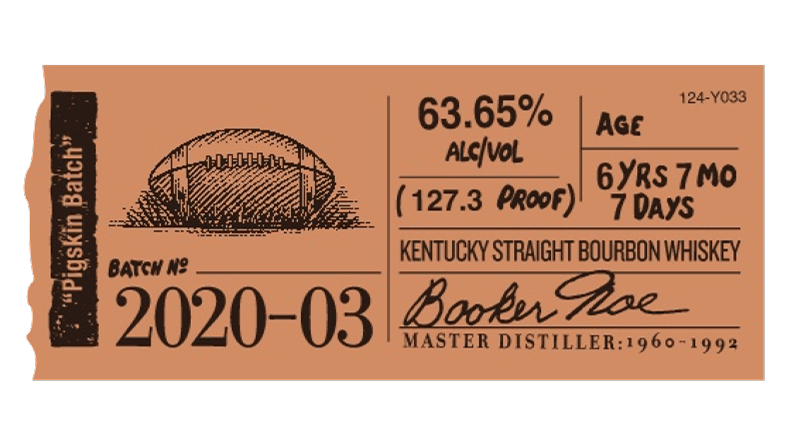 "Pigskin Batch"
BATCH Nº
2020-03
63.65%
ALC/VOL
(127.3 PROOF)
124-Y033
AGE
6 YRS 7 MO
7 DAYS
KENTUCKY STRAIGHT BOURBON WHISKEY
Booker Noe
MASTER DISTILLER:1960-1992